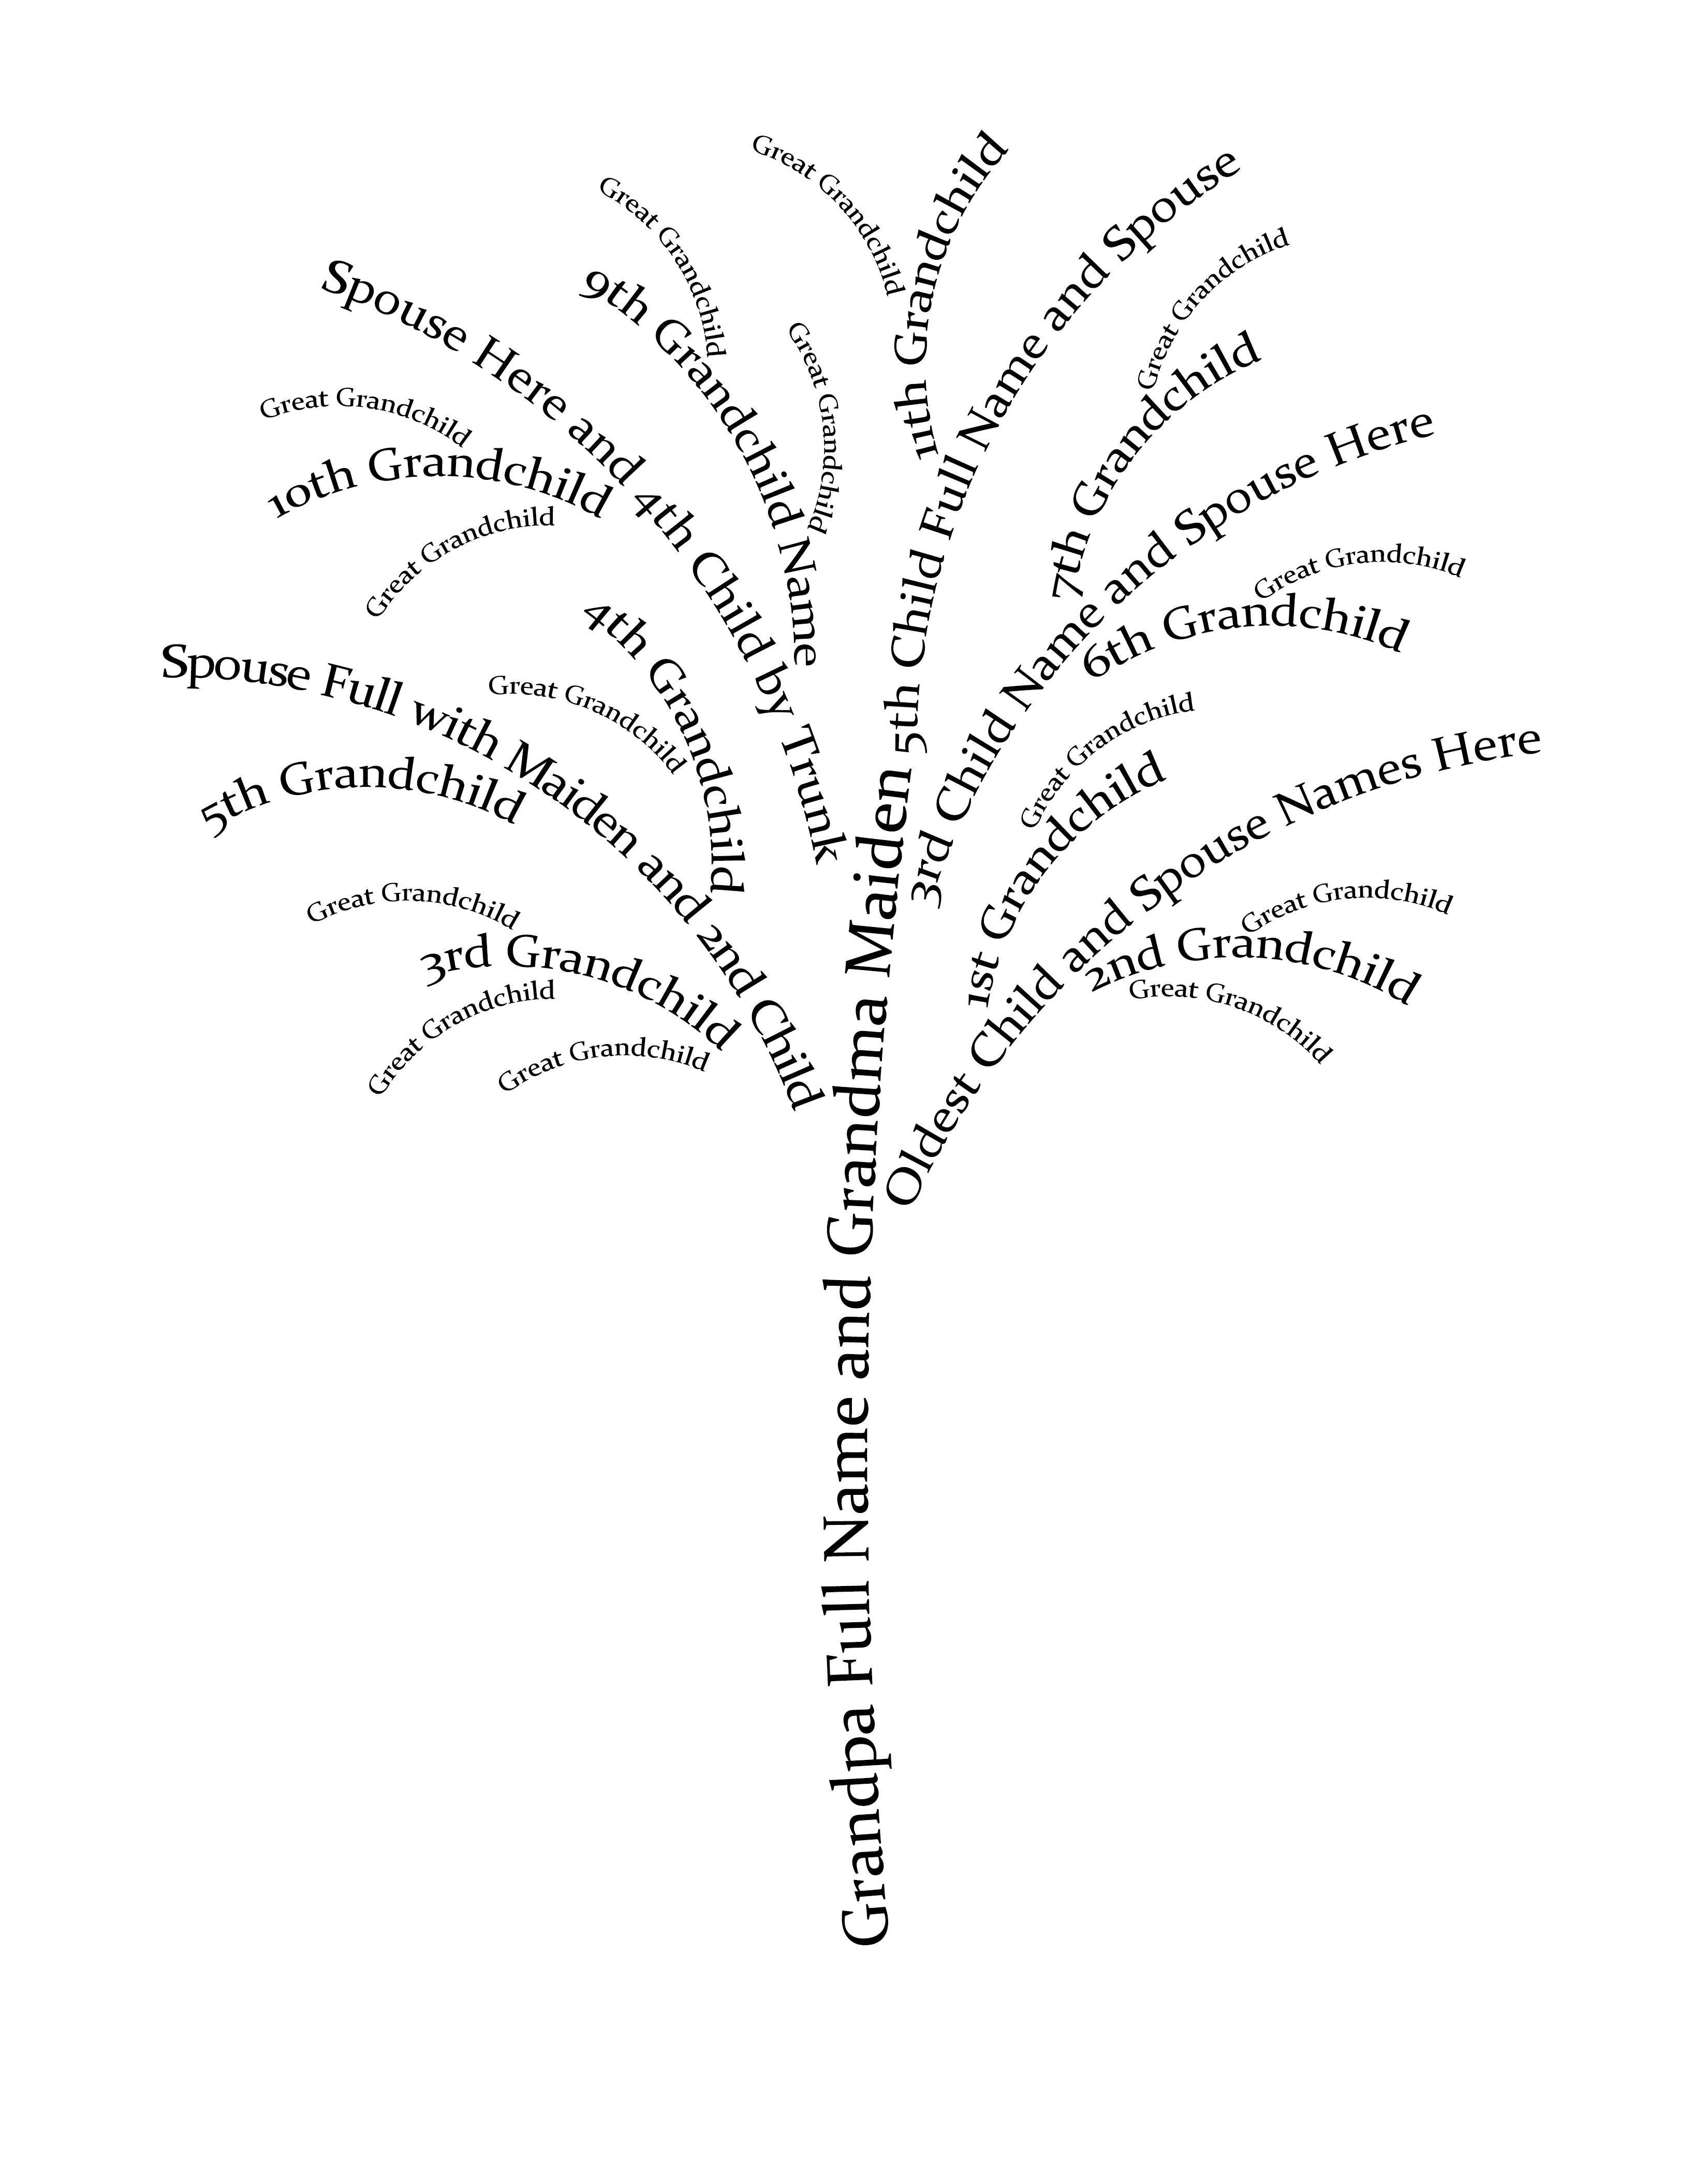 Great Grandchild
11th Grandchild
5th Child Full Name and Spouse
Great Grandchild
9th Grandchild Name
Great Grandchild
Spouse Here and 4th Child by Trunk
Great Grandchild
10th Grandchild
Great Grandchild
Great Grandchild
7th Grandchild
3rd Child Name and Spouse Here
Great Grandchild
6th Grandchild
4th Grandchild
Great Grandchild
Spouse Full with Maiden and 2nd Child
5th Grandchild
Great Grandchild
3rd Grandchild
Great Grandchild
Great Grandchild
Great Grandchild
1st Grandchild
Oldest Child and Spouse Names Here
Great Grandchild
2nd Grandchild
Great Grandchild
Grandpa Full Name and Grandma Maiden